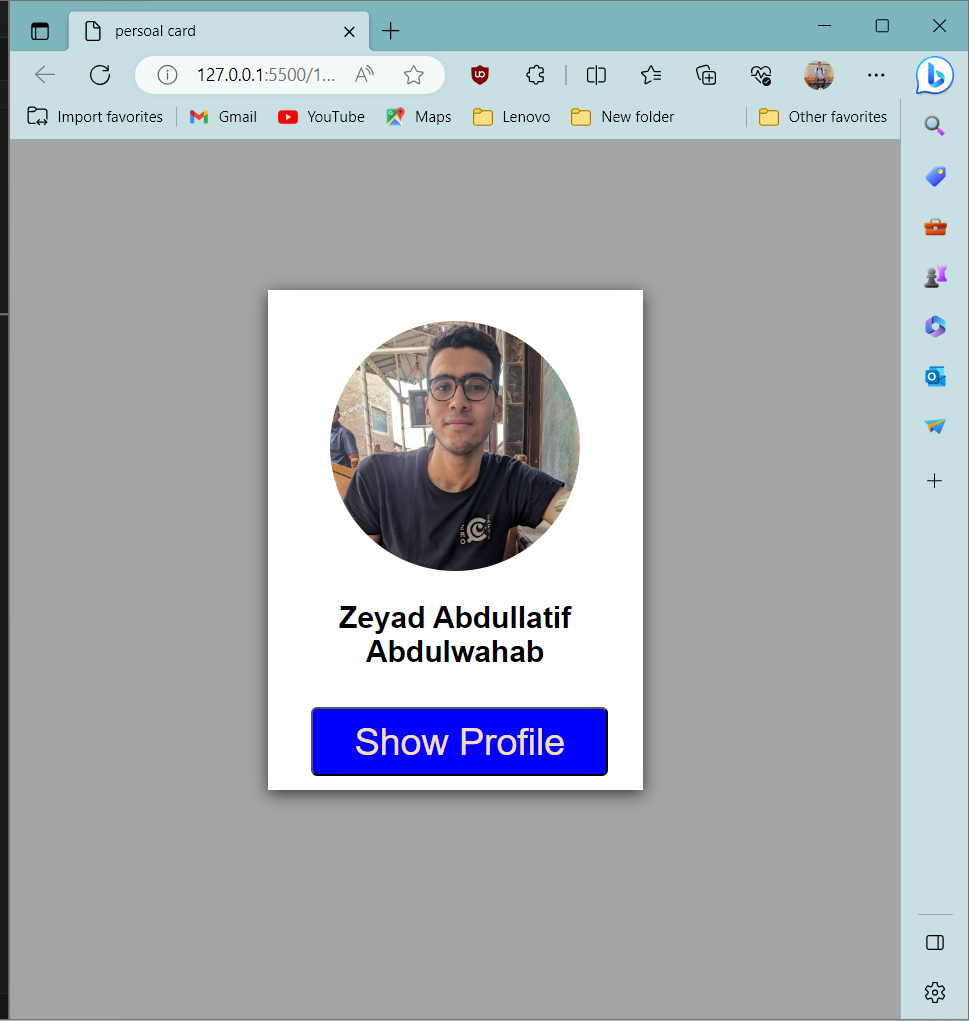 persoal card
127.0.0.1:5500/1...
Import favorites
Gmail
YouTube
Maps
Lenovo
New folder
Other favorites
Zeyad Abdullatif
Abdulwahab
Show Profile